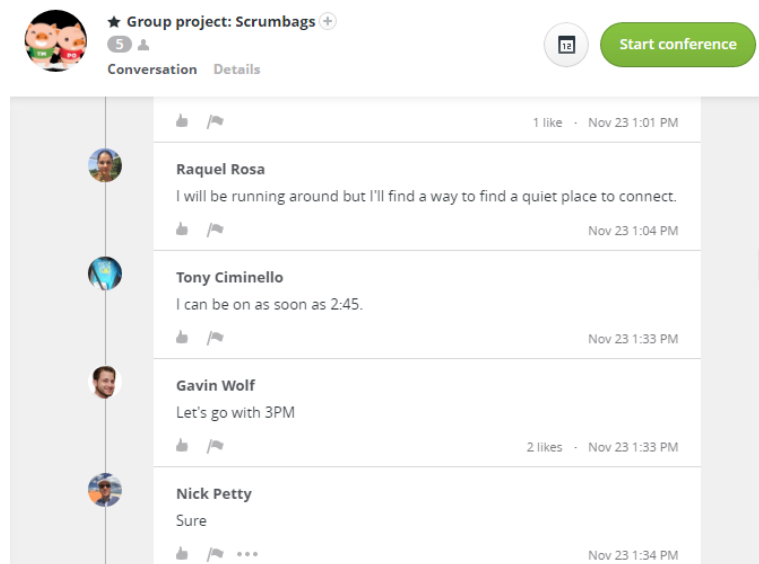 ★ Group project: Scrumbags +
5
Conversation Details
12
Start conference
1 like · Nov 23 1:01 PM
Raquel Rosa
I will be running around but I'll find a way to find a quiet place to connect.
Nov 23 1:04 PM
Tony Ciminello
I can be on as soon as 2:45.
Nov 23 1:33 PM
Gavin Wolf
Let's go with 3PM
2 likes · Nov 23 1:33 PM
Nick Petty
Sure
Nov 23 1:34 PM